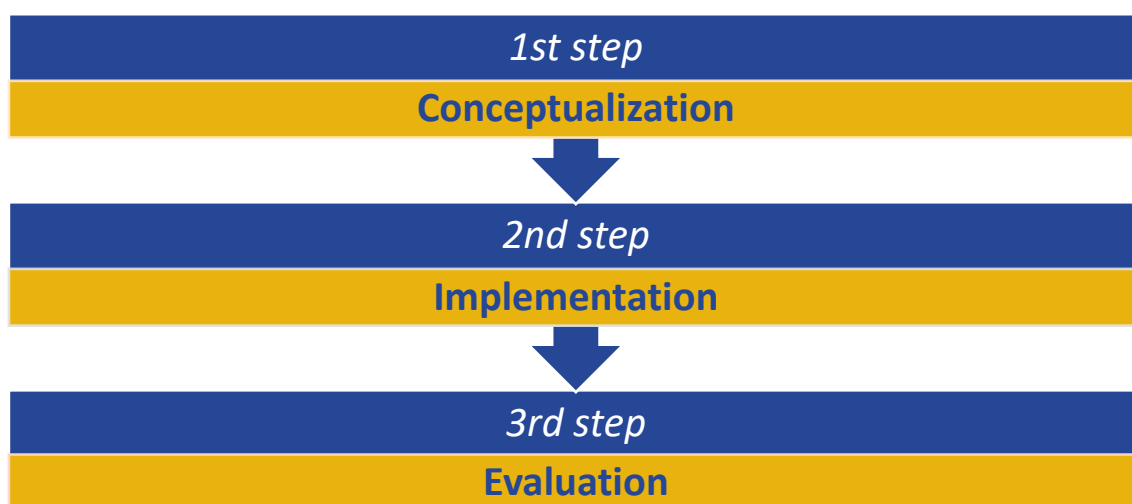 1st step
Conceptualization
2nd step
Implementation
3rd step
Evaluation